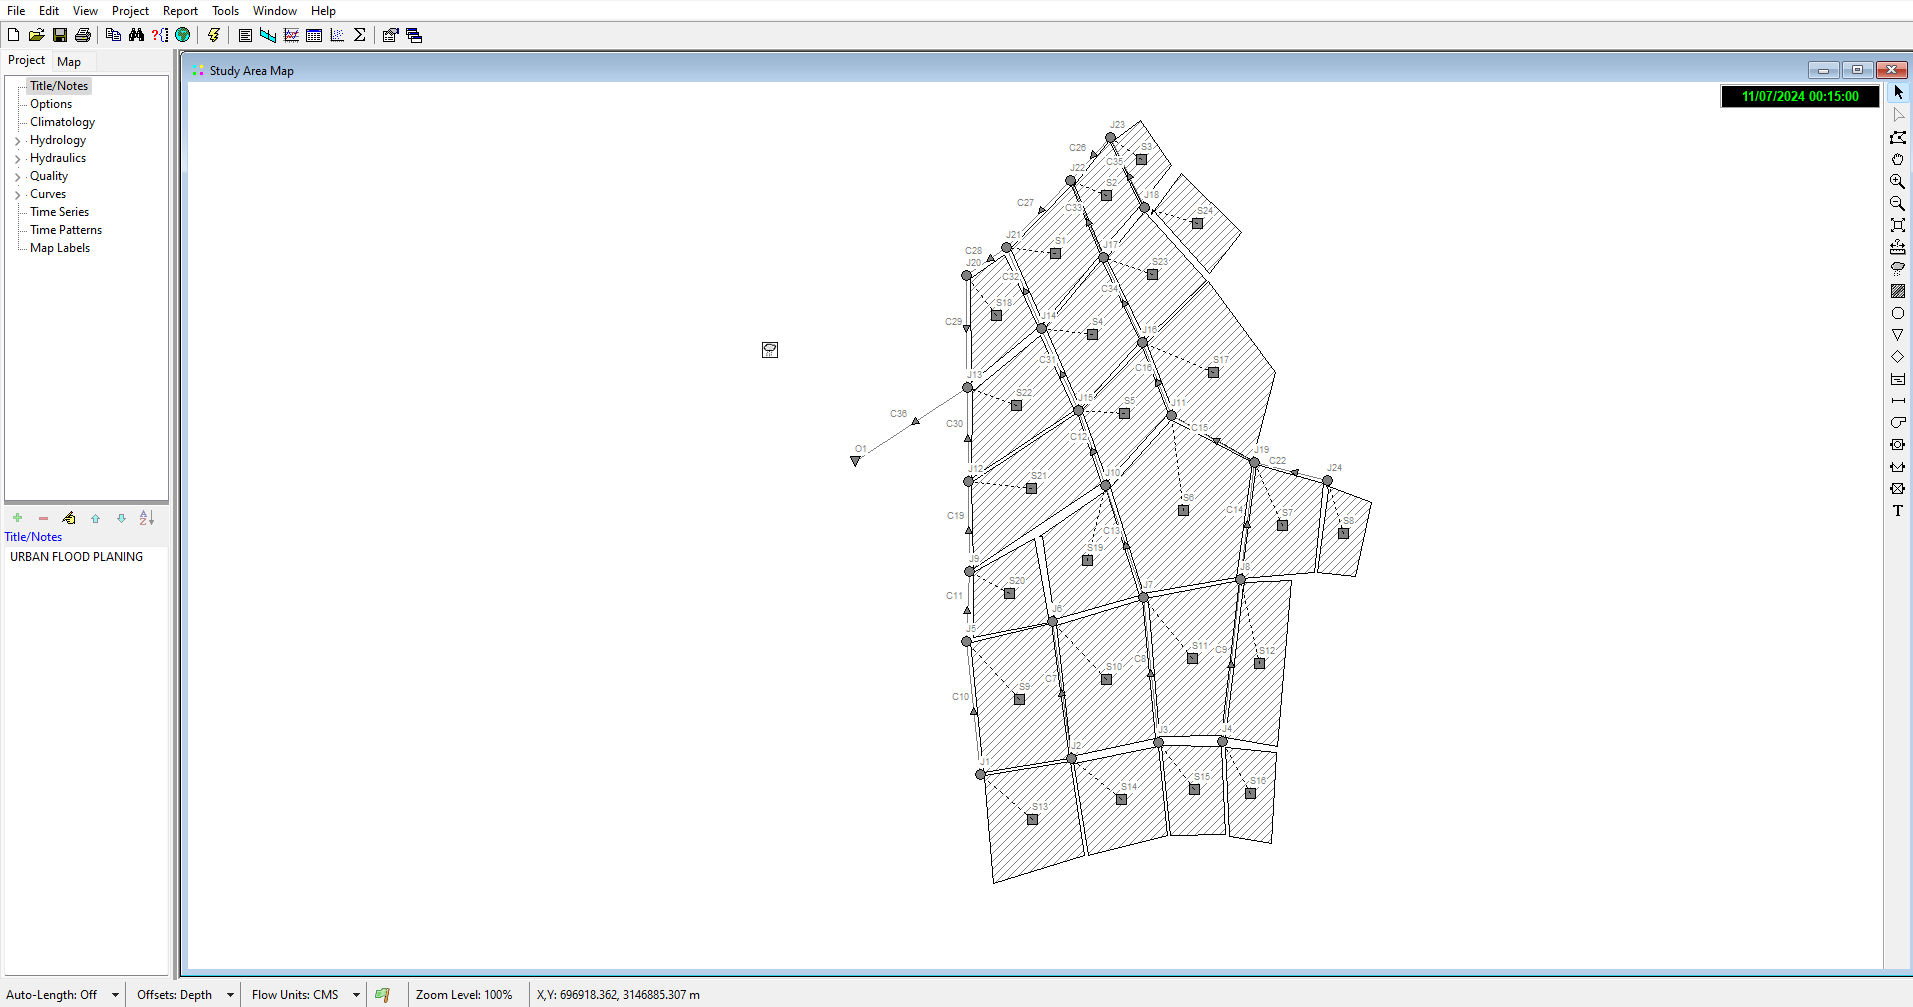 File Edit View Project Report Tools Window Help
Project Map
Title/Notes
Options
Climatology
Hydrology
Hydraulics
Quality
Curves
Time Series
Time Patterns
Map Labels
Title/Notes
URBAN FLOOD PLANING
Study Area Map
11/07/2024 00:15:00
J23
C26
S3
C35
J22
S2
J18
C27
C33
S24
J21
S1
J17
C28
J20
S23
C32
C34
S18
J14
C29
S4
J16
C31
S17
C16
J13
S22
J15
S5
J11
C36
C30
C15
C12
O1
J19
C22
J24
J12
S21
J10
S6
C19
C14
S7
S8
C13
S19
J9
S20
J8
J7
C11
J6
J5
S11
C9
S12
C8
S10
C7
S9
C10
J3
J4
J2
J1
S15
S16
S14
S13
T
Auto-Length: Off Offsets: Depth Flow Units: CMS Zoom Level: 100% X,Y: 696918.362, 3146885.307 m